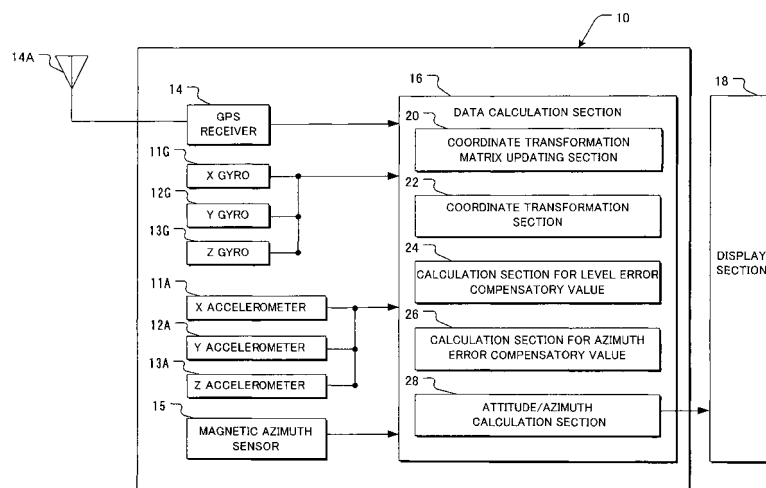 10
14A
14
GPS
RECEIVER
11G
X GYRO
12G
Y GYRO
13G
Z GYRO
11A
X ACCELEROMETER
12A
Y ACCELEROMETER
13A
Z ACCELEROMETER
15
MAGNETIC AZIMUTH
SENSOR
16
DATA CALCULATION SECTION
20
COORDINATE TRANSFORMATION
MATRIX UPDATING SECTION
22
COORDINATE TRANSFORMATION
SECTION
24
CALCULATION SECTION FOR LEVEL ERROR
COMPENSATORY VALUE
26
CALCULATION SECTION FOR AZIMUTH
ERROR COMPENSATORY VALUE
28
ATTITUDE/AZIMUTH
CALCULATION SECTION
18
DISPLAY
SECTION